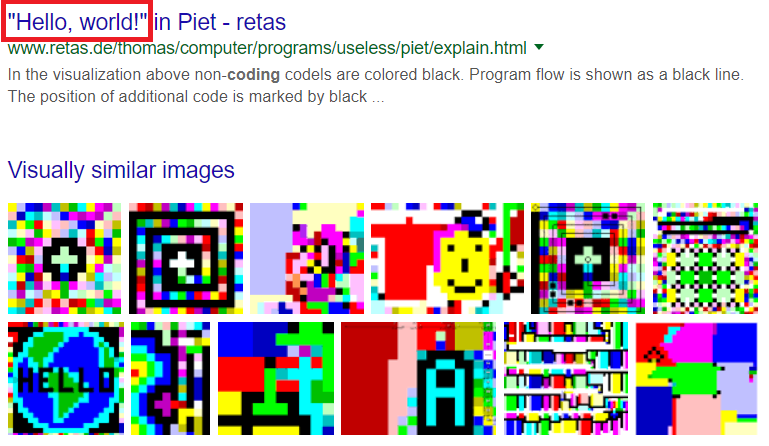 "Hello, world!" in Piet - retas
www.retas.de/thomas/computer/programs/useless/piet/explain.html
In the visualization above non-coding codels are colored black. Program flow is shown as a black line.
The position of additional code is marked by black ...
Visually similar images
HELLO
A